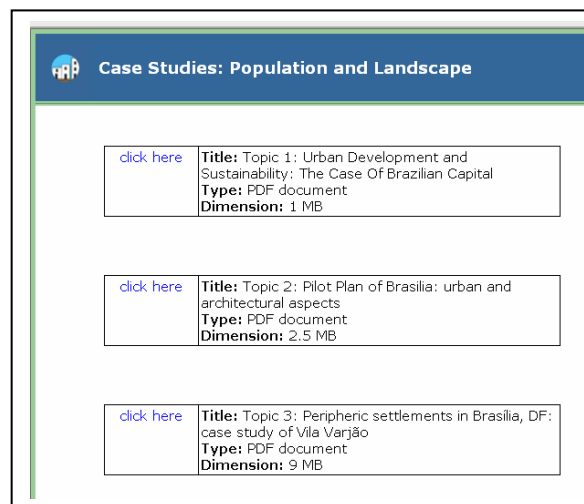 Case Studies: Population and Landscape
click here
Title: Topic 1: Urban Development and
Sustainability: The Case Of Brazilian Capital
Type: PDF document
Dimension: 1 MB
click here
Title: Topic 2: Pilot Plan of Brasilia: urban and
architectural aspects
Type: PDF document
Dimension: 2.5 MB
click here
Title: Topic 3: Peripheric settlements in Brasília, DF:
case study of Vila Varjão
Type: PDF document
Dimension: 9 MB